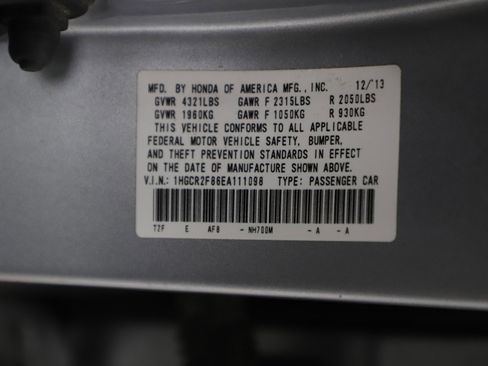 MFD. BY HONDA OF AMERICA MFG., INC. 12/13
GVWR 4321LBS GAWR F 2315LBS R 2050LBS
GVWR 1960KG GAWR F 1050KG R 930KG
THIS VEHICLE CONFORMS TO ALL APPLICABLE
FEDERAL MOTOR VEHICLE SAFETY, BUMPER,
AND THEFT PREVENTION STANDARDS IN EFFECT
ON THE DATE OF MANUFACTURE SHOWN ABOVE.
V.I.N.: 1HGCR2F86EA111098 TYPE: PASSENGER CAR
T2F E AF8 - NH700M - A - A